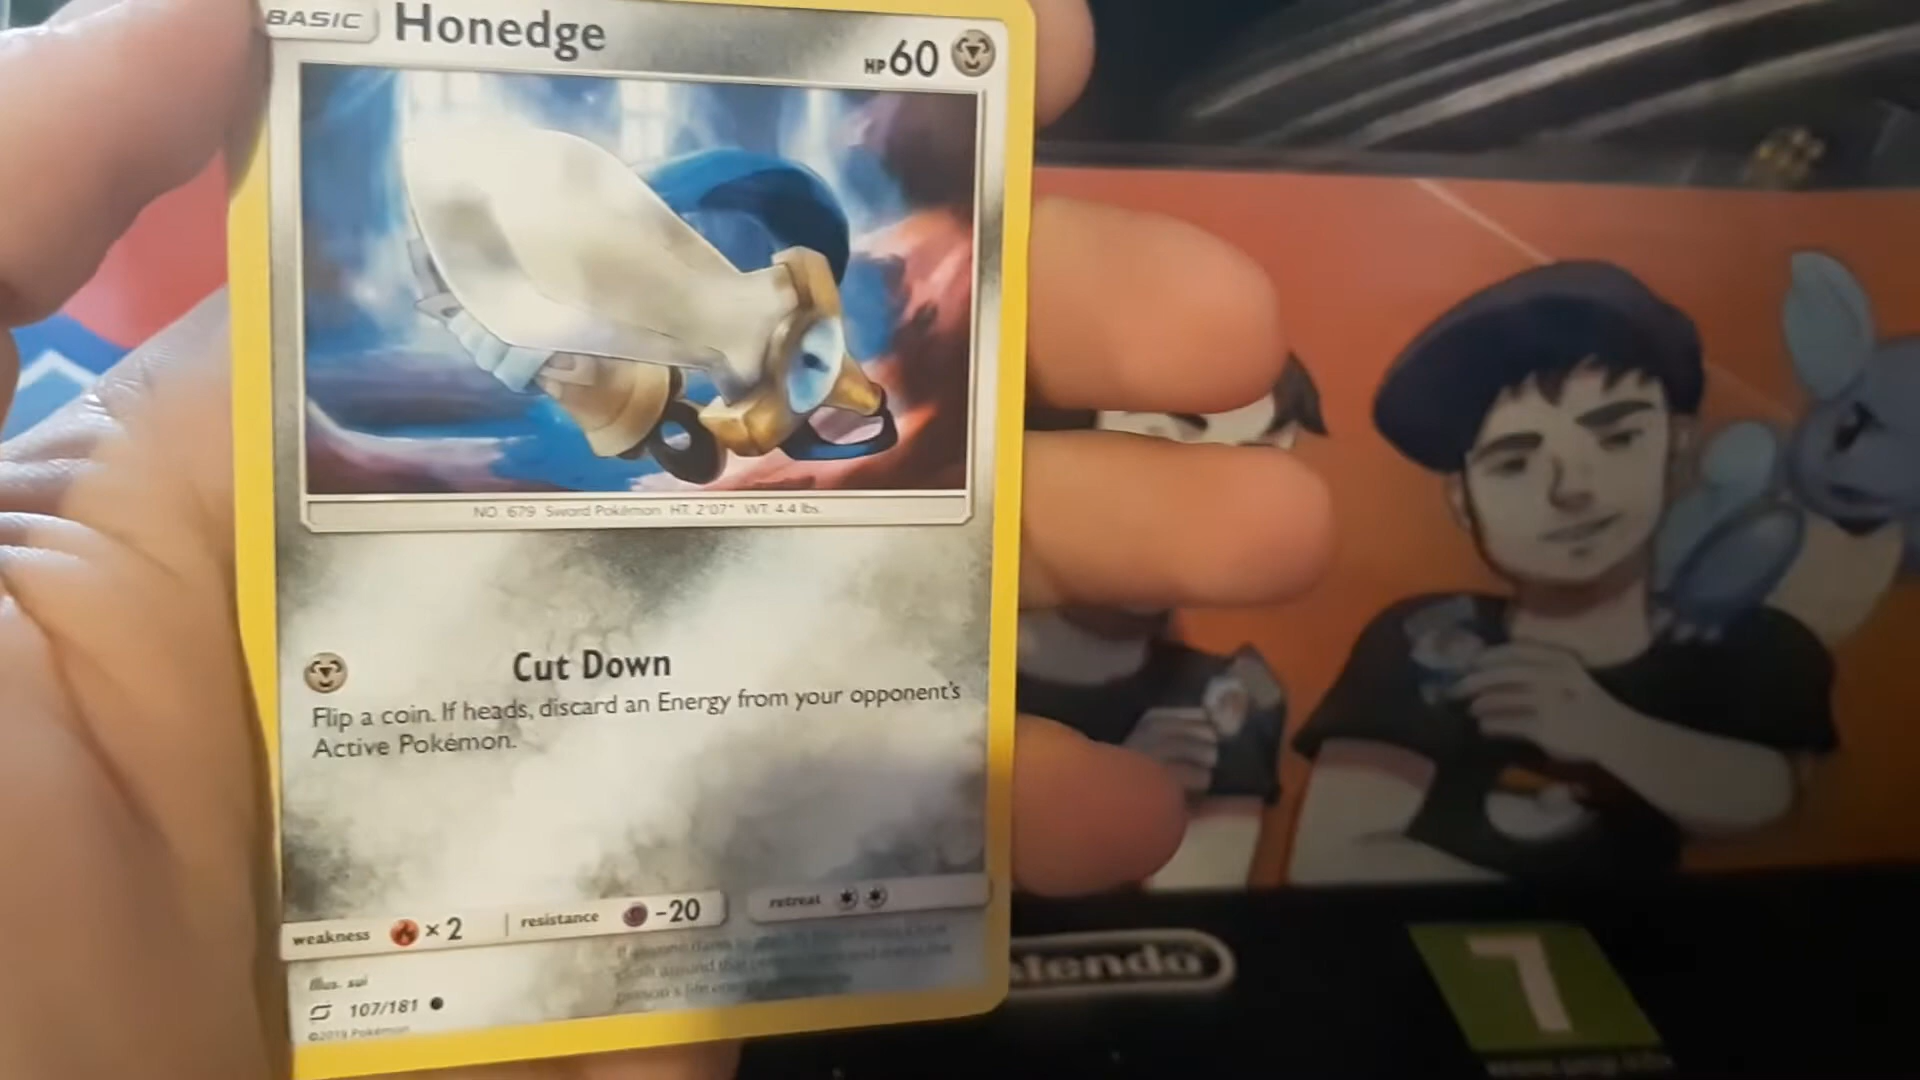 BASIC
Honedge
HP 60
NO. 679 Sword Pokémon HT. 2'07" WT. 4.4 lbs.
Cut Down
Flip a coin. If heads, discard an Energy from your opponent's
Active Pokémon.
weakness × 2
resistance -20
retreat
Illus. sui
107/181
©2019 Pokémon
ntendo
7